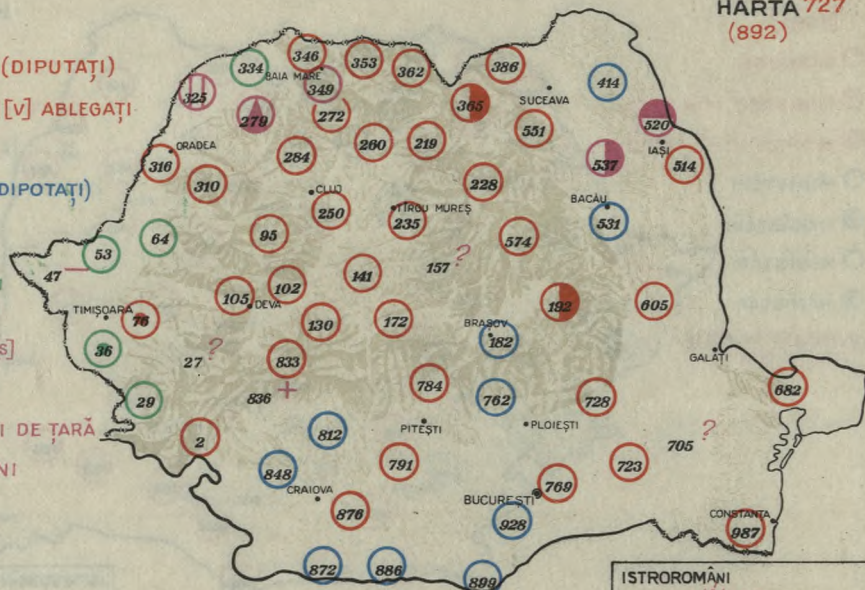 HARTA 727
(892)
(DIPUTAȚI)
[V] ABLEGAȚI
DIPOTAȚI)
S]
I DE ȚARĂ
NI
346
353
362
386
334
BAIA MARE
349
325
279
272
365
SUCEAVA
414
551
520
IAȘI
537
514
ORADEA
316
284
260
219
310
228
CLUJ
250
TÎRGU MUREȘ
235
BACĂU
531
95
64
53
574
47
157 ?
141
102
105
DEVA
192
605
TIMIȘOARA
76
130
172
BRAȘOV
182
36
27 ?
833
GALAȚI
836 +
784
762
728
682
29
812
PITEȘTI
PLOIEȘTI
705 ?
2
791
723
848
769
CRAIOVA
BUCUREȘTI
876
928
CONSTANȚA
987
872
886
899
ISTROROMÂNI